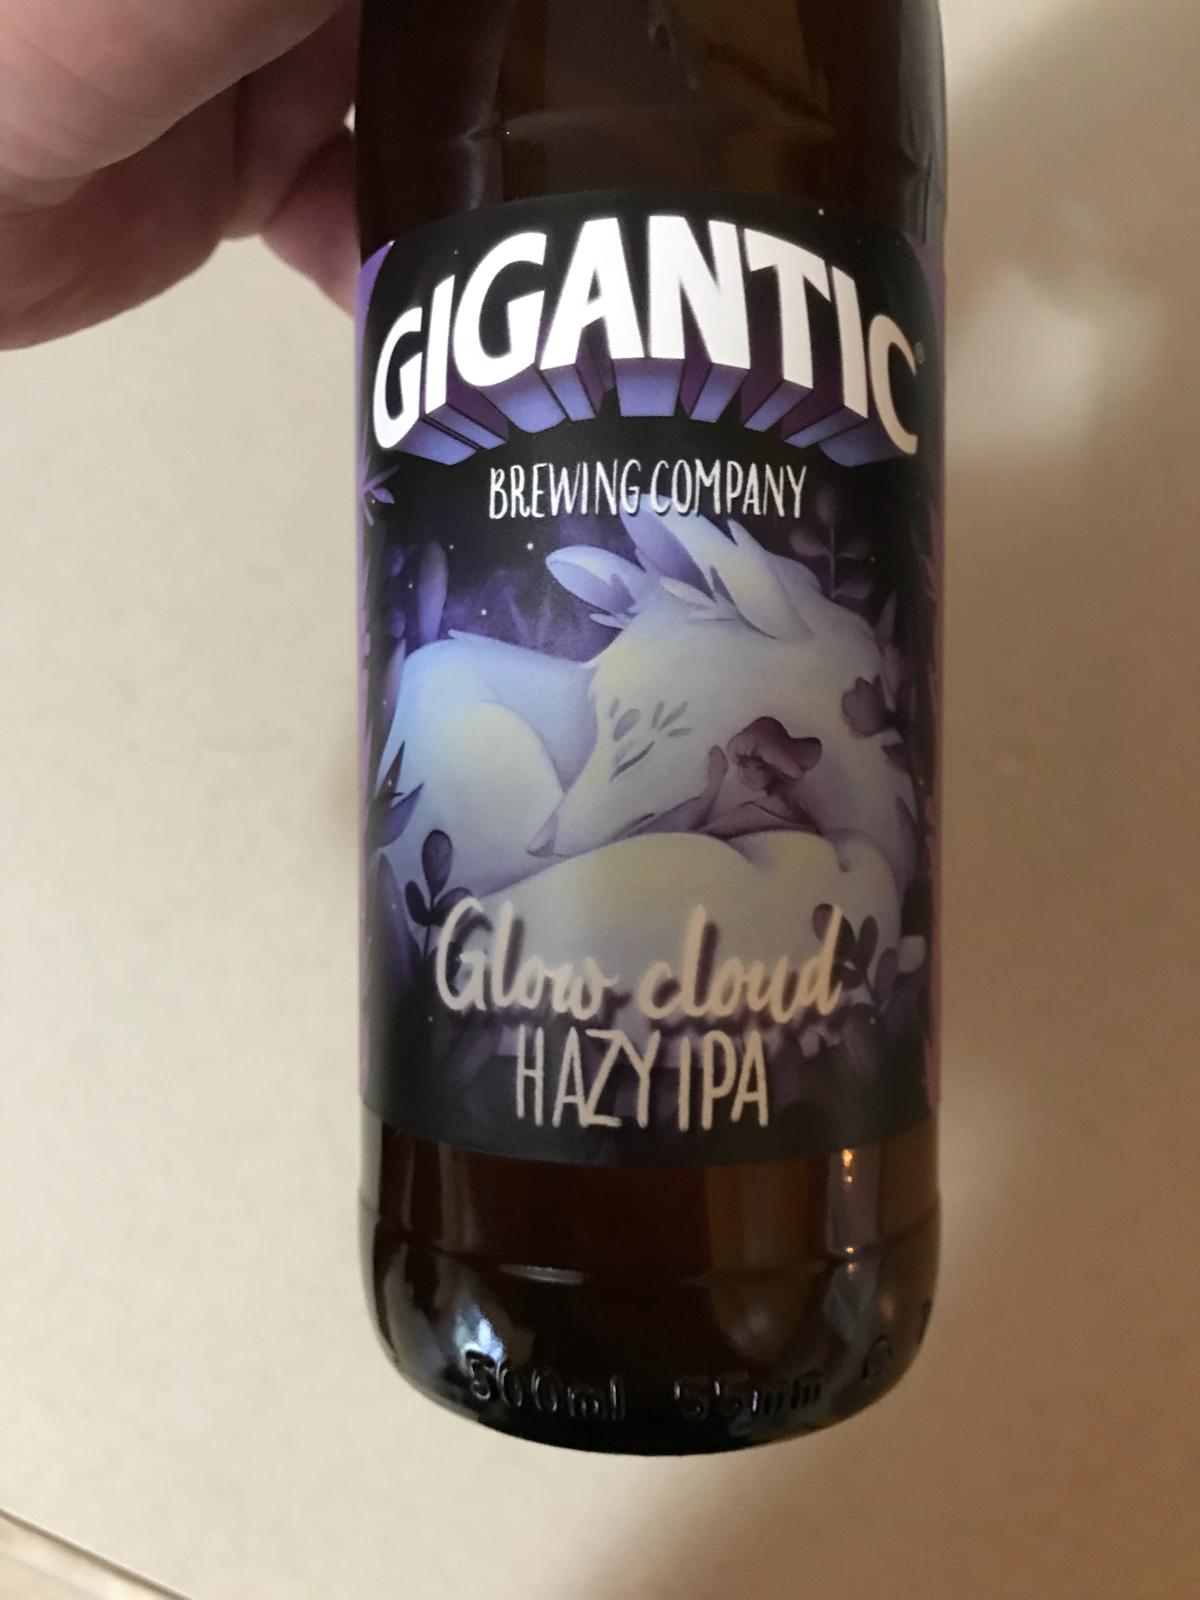 GIGANTIC®
BREWING COMPANY
Glow cloud
HAZY IPA
500ml 55mm